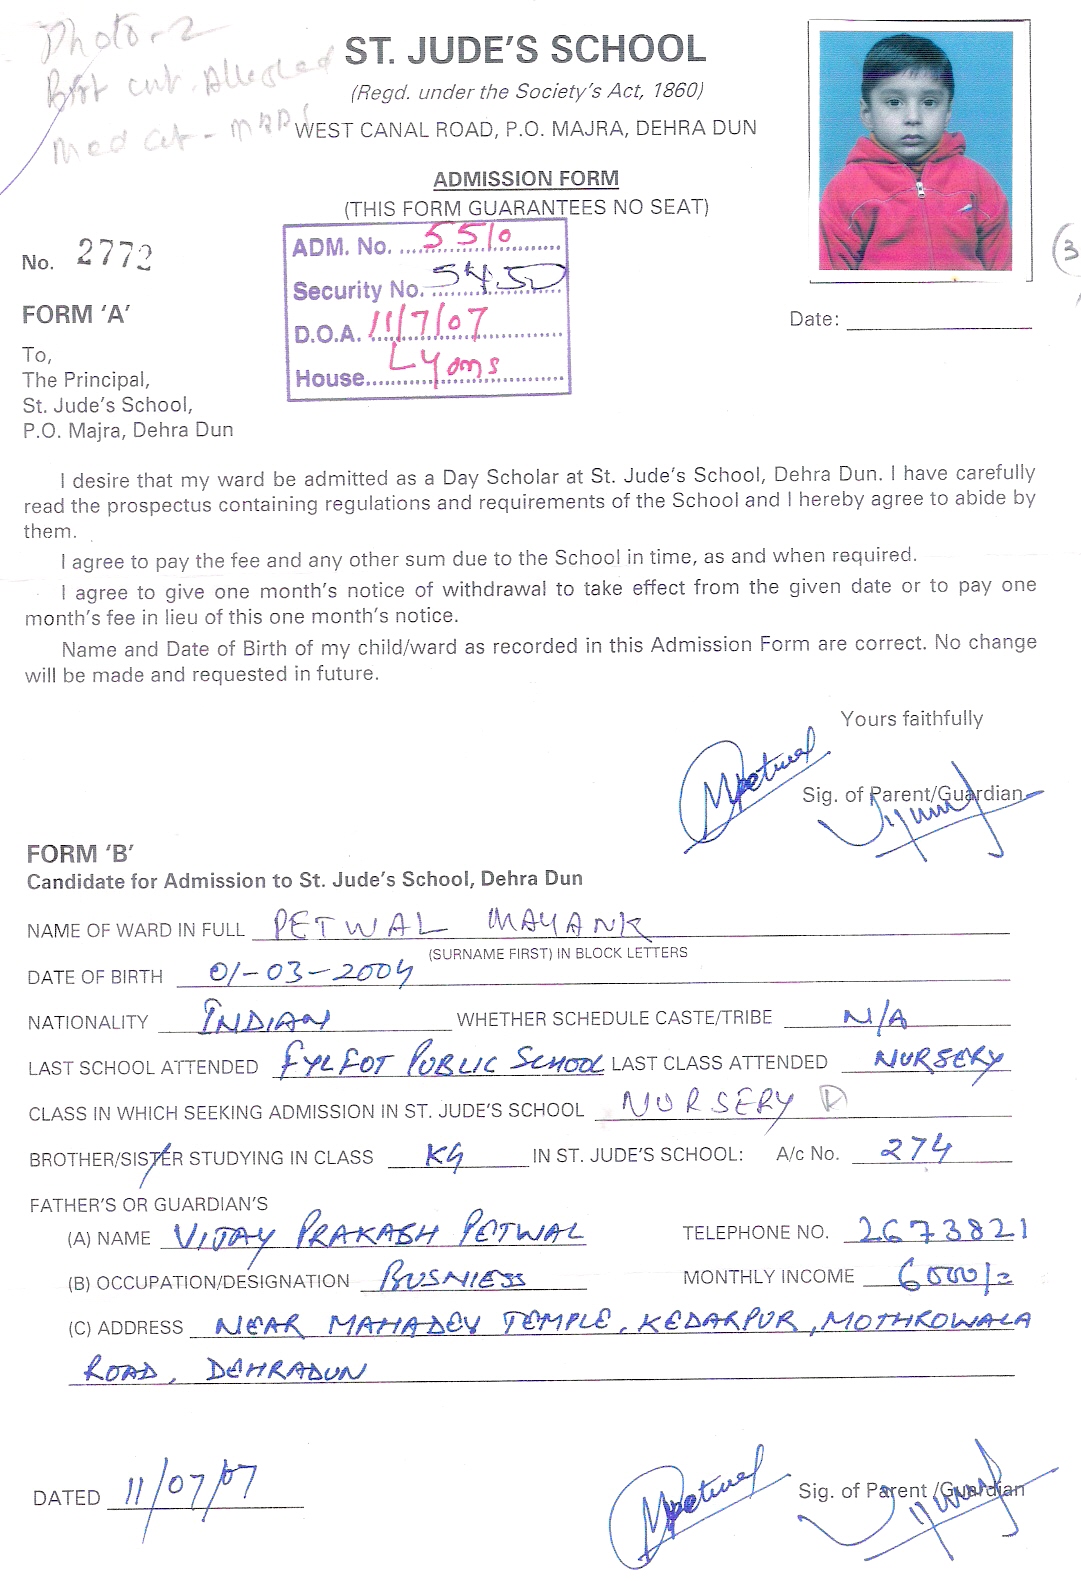 Photo - 2
cut. Allegled
Med cet - MBBS
ST. JUDE'S SCHOOL
(Regd. under the Society's Act, 1860)
WEST CANAL ROAD, P.O. MAJRA, DEHRA DUN
ADMISSION FORM
(THIS FORM GUARANTEES NO SEAT)
No. 2772
ADM. No. 5510
Security No. 5450
D.O.A. 11/7/07
House Lyons
3
FORM 'A'
Date:
To,
The Principal,
St. Jude's School,
P.O. Majra, Dehra Dun
I desire that my ward be admitted as a Day Scholar at St. Jude's School, Dehra Dun. I have carefully
read the prospectus containing regulations and requirements of the School and I hereby agree to abide by
them.
I agree to pay the fee and any other sum due to the School in time, as and when required.
I agree to give one month's notice of withdrawal to take effect from the given date or to pay one
month's fee in lieu of this one month's notice.
Name and Date of Birth of my child/ward as recorded in this Admission Form are correct. No change
will be made and requested in future.
Yours faithfully
Mpetwal
Sig. of Parent/Guardian
FORM 'B'
Candidate for Admission to St. Jude's School, Dehra Dun
NAME OF WARD IN FULL PETWAL MAYANK
(SURNAME FIRST) IN BLOCK LETTERS
DATE OF BIRTH 01-03-2004
NATIONALITY INDIAN WHETHER SCHEDULE CASTE/TRIBE N/A
LAST SCHOOL ATTENDED FYLFOT PUBLIC SCHOOL LAST CLASS ATTENDED NURSERY
CLASS IN WHICH SEEKING ADMISSION IN ST. JUDE'S SCHOOL NURSERY
BROTHER/SISTER STUDYING IN CLASS KG IN ST. JUDE'S SCHOOL: A/c No. 274
FATHER'S OR GUARDIAN'S
(A) NAME VIJAY PRAKASH PETWAL TELEPHONE NO. 2673821
(B) OCCUPATION/DESIGNATION BUSNIESS MONTHLY INCOME 6000/=
(C) ADDRESS NEAR MAHADEV TEMPLE, KEDARPUR, MOTHROWALA
ROAD, DEHRADUN
DATED 11/07/07
Mpetwal
Sig. of Parent /Guardian